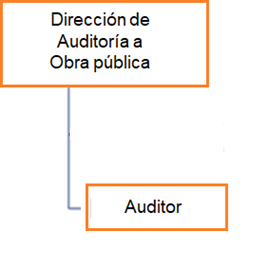 Dirección de
Auditoría a
Obra pública
Auditor